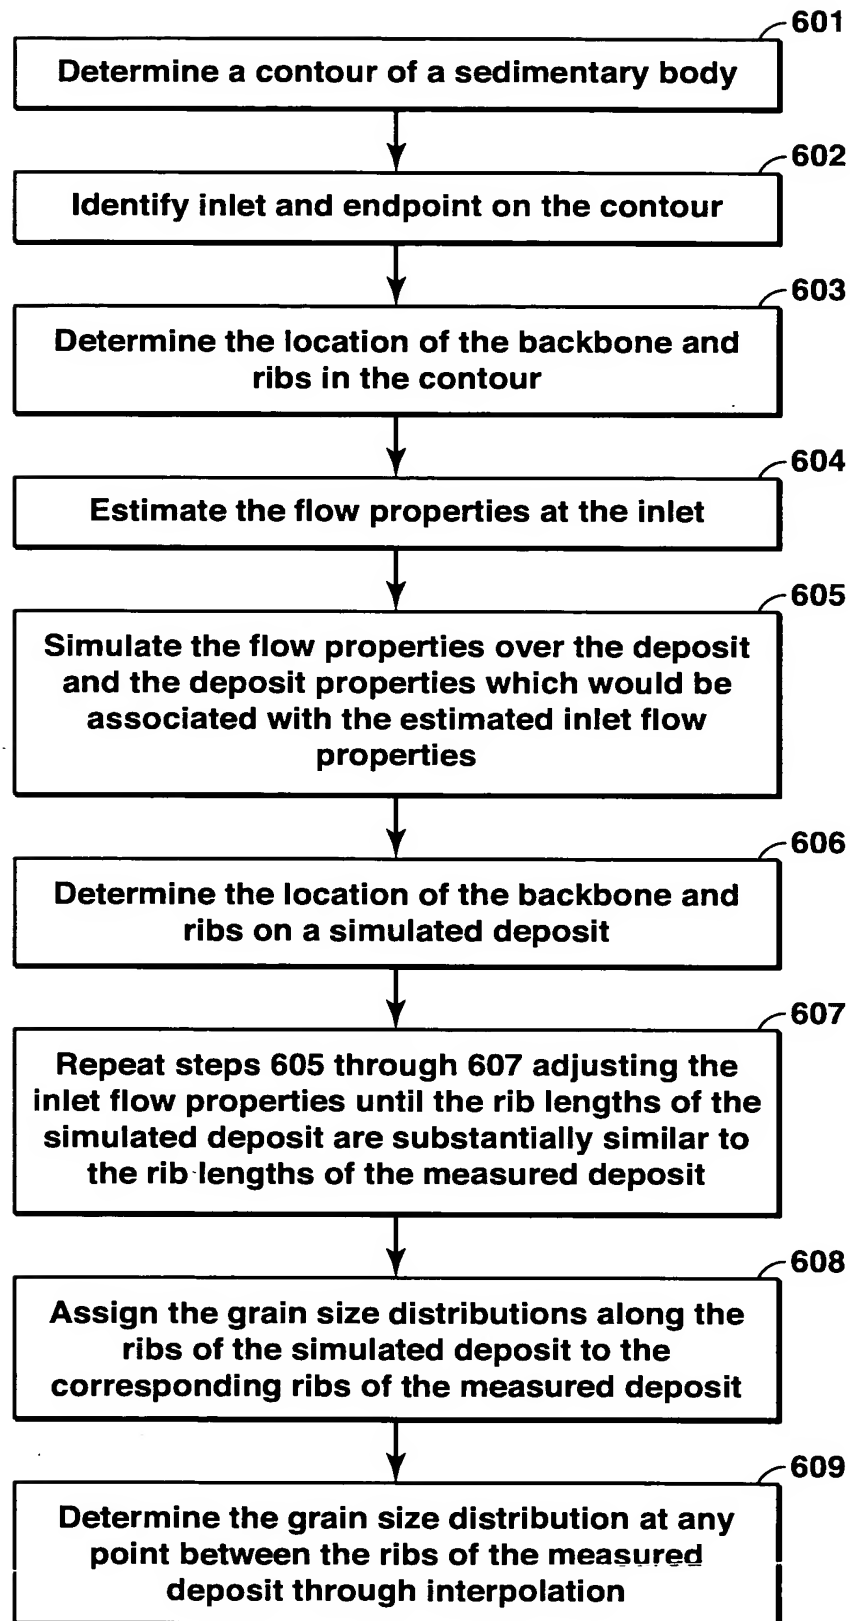 601
Determine a contour of a sedimentary body
602
Identify inlet and endpoint on the contour
603
Determine the location of the backbone and
ribs in the contour
604
Estimate the flow properties at the inlet
605
Simulate the flow properties over the deposit
and the deposit properties which would be
associated with the estimated inlet flow
properties
606
Determine the location of the backbone and
ribs on a simulated deposit
607
Repeat steps 605 through 607 adjusting the
inlet flow properties until the rib lengths of the
simulated deposit are substantially similar to
the rib lengths of the measured deposit
608
Assign the grain size distributions along the
ribs of the simulated deposit to the
corresponding ribs of the measured deposit
609
Determine the grain size distribution at any
point between the ribs of the measured
deposit through interpolation